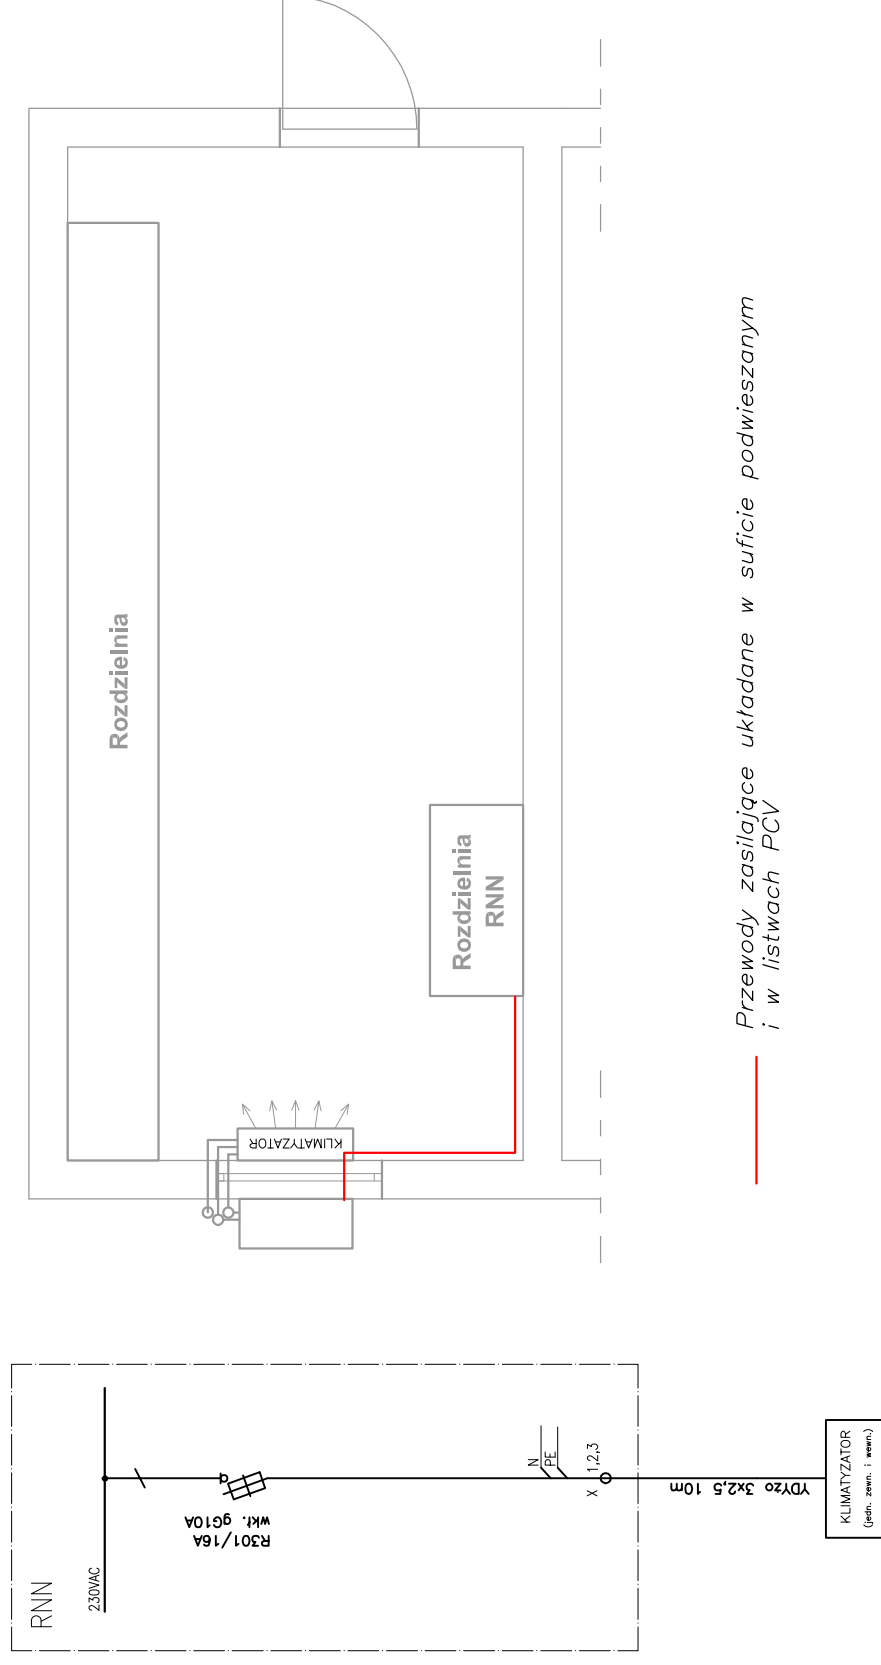 Rozdzielnia
Rozdzielnia
RNN
KLIMATYZATOR
Przewody zasilające układane w suficie podwieszanym
i w listwach PCV
RNN
230VAC
R301/16A
wkł. gG10A
N
PE
X 1,2,3
YDYżo 3x2,5 10m
KLIMATYZATOR
(jedn. zewn. i wewn.)